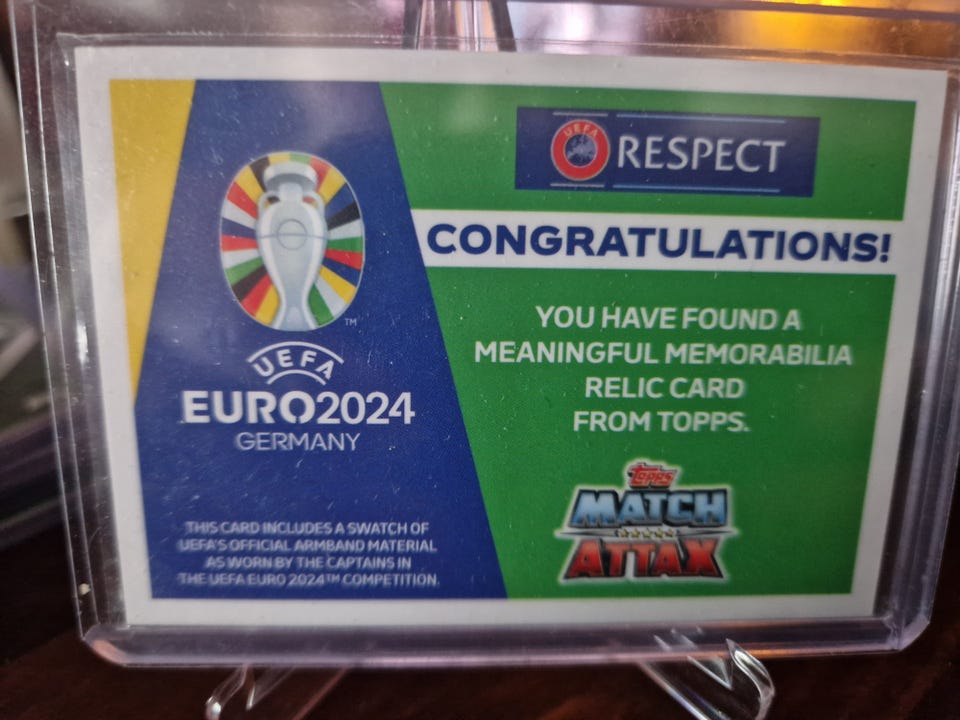 UEFA
RESPECT
CONGRATULATIONS!
YOU HAVE FOUND A
MEANINGFUL MEMORABILIA
RELIC CARD
FROM TOPPS.
TM
UEFA
EURO2024
GERMANY
THIS CARD INCLUDES A SWATCH OF
UEFA'S OFFICIAL ARMBAND MATERIAL
AS WORN BY THE CAPTAINS IN
THE UEFA EURO 2024™ COMPETITION.
TOPPS
MATCH
ATTAX